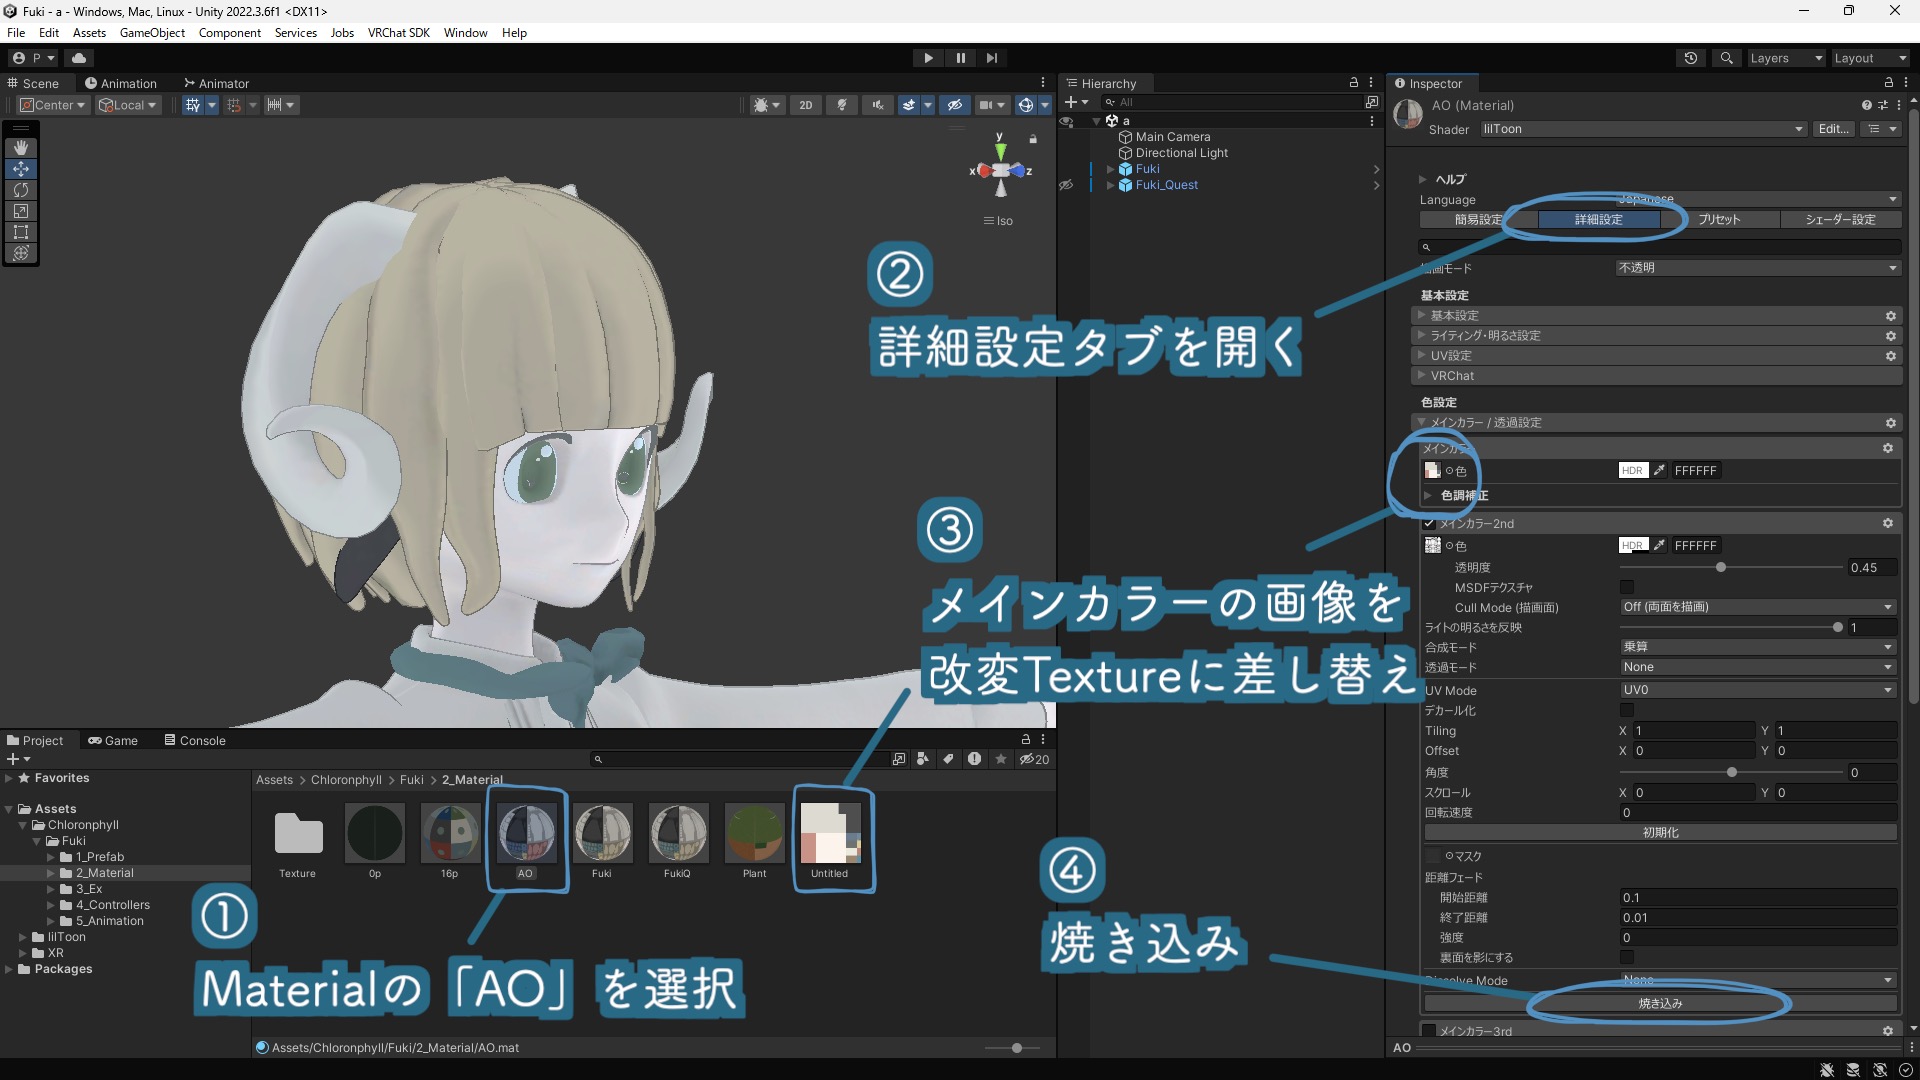 Fuki - a - Windows, Mac, Linux - Unity 2022.3.6f1 <DX11>
File Edit Assets GameObject Component Services Jobs VRChat SDK Window Help
P
Layers
Layout
Scene
Animation
Animator
Center
Local
2D
y
x
z
Iso
Hierarchy
All
a
Main Camera
Directional Light
Fuki
Fuki_Quest
Inspector
AO (Material)
Shader
lilToon
Edit...
ヘルプ
Language
Japanese
簡易設定
詳細設定
プリセット
シェーダー設定
描画モード
不透明
基本設定
基本設定
ライティング・明るさ設定
UV設定
VRChat
色設定
メインカラー / 透過設定
メインカラー
色
HDR
FFFFFF
色調補正
メインカラー2nd
色
HDR
FFFFFF
透明度
0.45
MSDFテクスチャ
Cull Mode (描画面)
Off (両面を描画)
ライトの明るさを反映
1
合成モード
乗算
透過モード
None
UV Mode
UV0
デカール化
Tiling
X 1
Y 1
Offset
X 0
Y 0
角度
0
スクロール
X 0
Y 0
回転速度
0
初期化
マスク
距離フェード
開始距離
0.1
終了距離
0.01
強度
0
裏面を影にする
Dissolve Mode
None
焼き込み
メインカラー3rd
AO
②
詳細設定タブを開く
③
メインカラーの画像を
改変Textureに差し替え
④
焼き込み
①
Materialの「AO」を選択
Project
Game
Console
20
Favorites
Assets
Chloronphyll
Fuki
1_Prefab
2_Material
3_Ex
4_Controllers
5_Animation
lilToon
XR
Packages
Assets > Chloronphyll > Fuki > 2_Material
Texture
0p
16p
AO
Fuki
FukiQ
Plant
Untitled
Assets/Chloronphyll/Fuki/2_Material/AO.mat